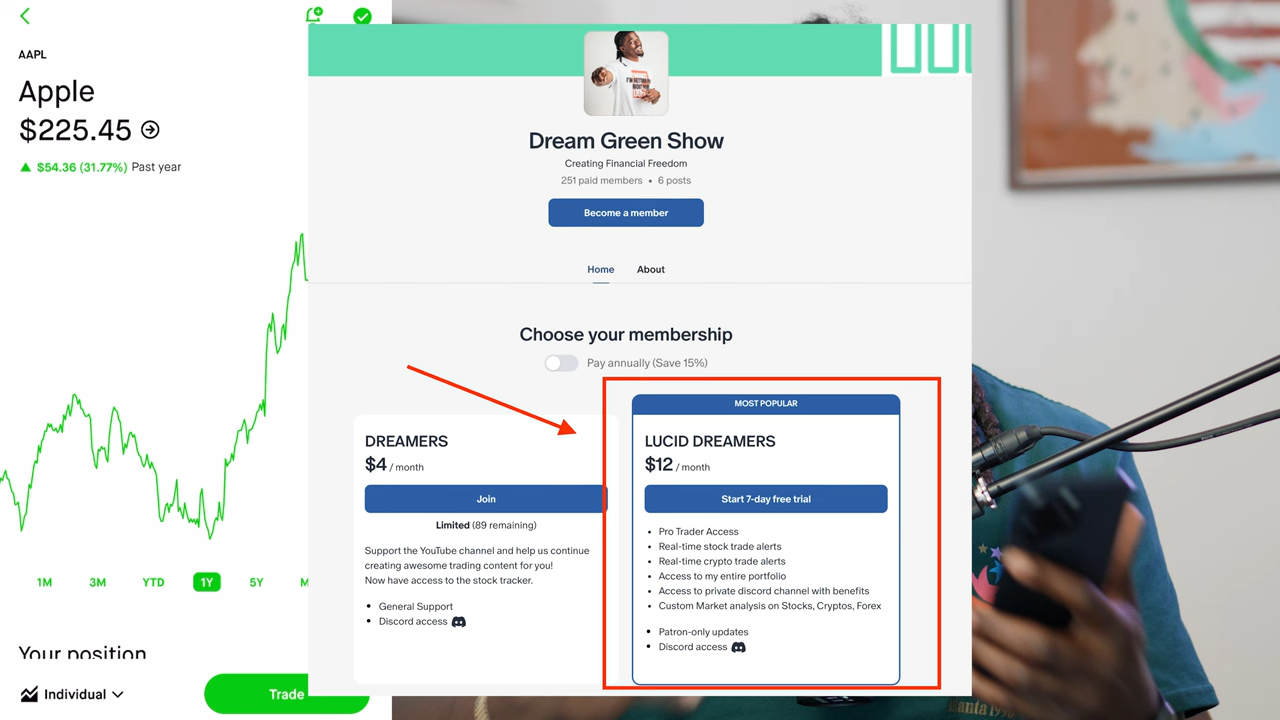 AAPL
Apple
$225.45
$54.36 (31.77%) Past year
1M 3M YTD 1Y 5Y
Your position
Individual
Trade
Dream Green Show
Creating Financial Freedom
251 paid members • 6 posts
Become a member
Home About
Choose your membership
Pay annually (Save 15%)
DREAMERS
$4 / month
Join
Limited (89 remaining)
Support the YouTube channel and help us continue
creating awesome trading content for you!
Now have access to the stock tracker.
• General Support
• Discord access
MOST POPULAR
LUCID DREAMERS
$12 / month
Start 7-day free trial
• Pro Trader Access
• Real-time stock trade alerts
• Real-time crypto trade alerts
• Access to my entire portfolio
• Access to private discord channel with benefits
• Custom Market analysis on Stocks, Cryptos, Forex
• Patron-only updates
• Discord access